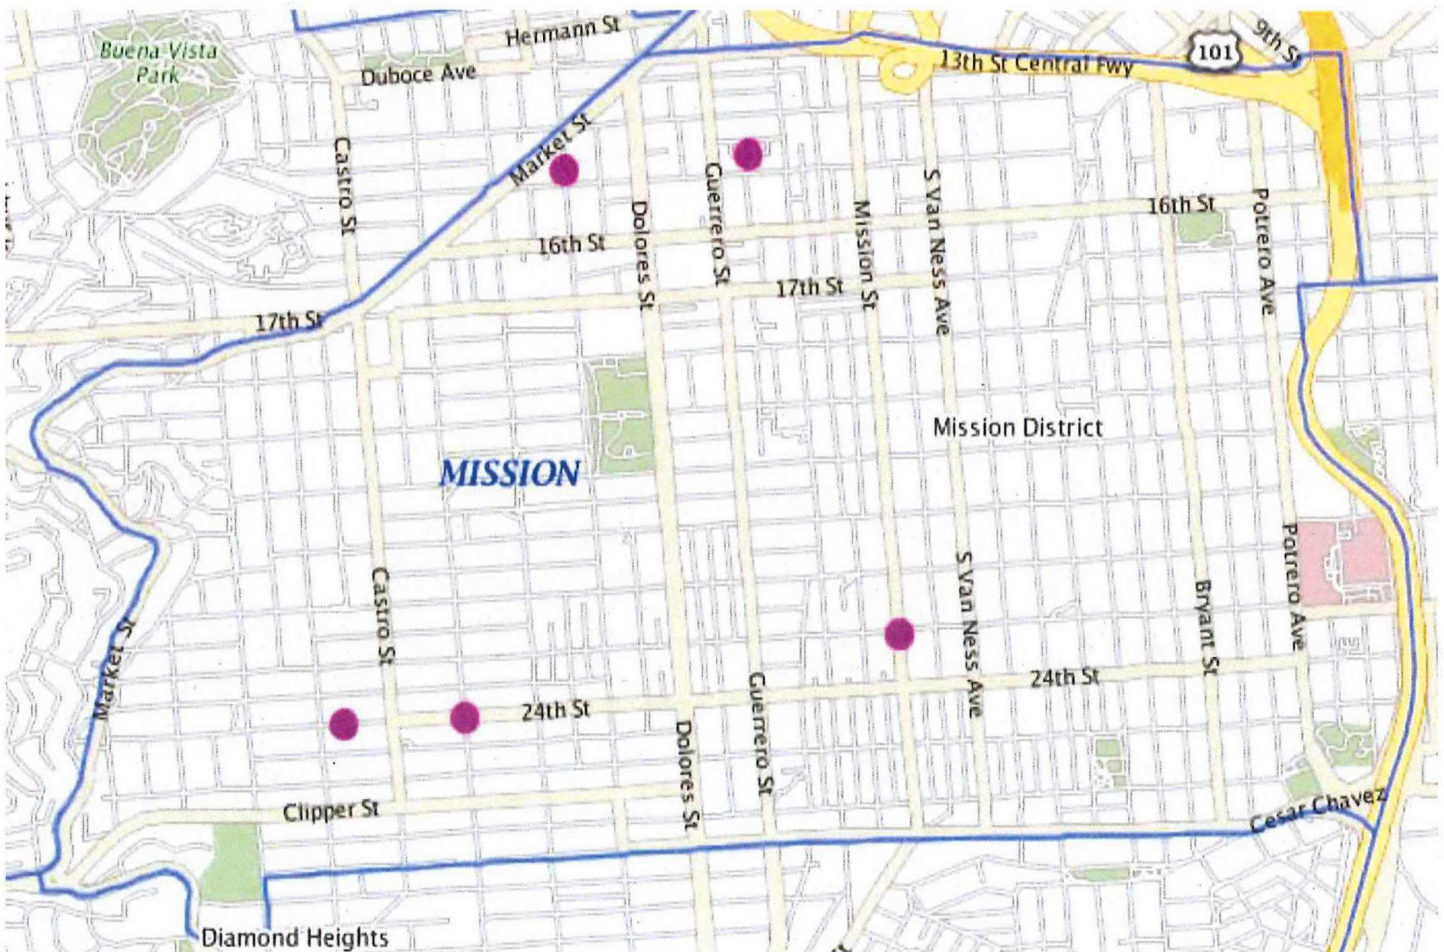 Buena Vista
Park
Hermann St
Duboce Ave
Market St
Castro St
9th St
101
13th St Central Fwy
Guerrero St
Dolores St
Mission St
S Van Ness Ave
16th St
16th St
Potrero Ave
17th St
17th St
Mission District
MISSION
Castro St
Market St
S Van Ness Ave
Bryant St
Potrero Ave
24th St
24th St
Guerrero St
Dolores St
Clipper St
Cesar Chavez
Diamond Heights